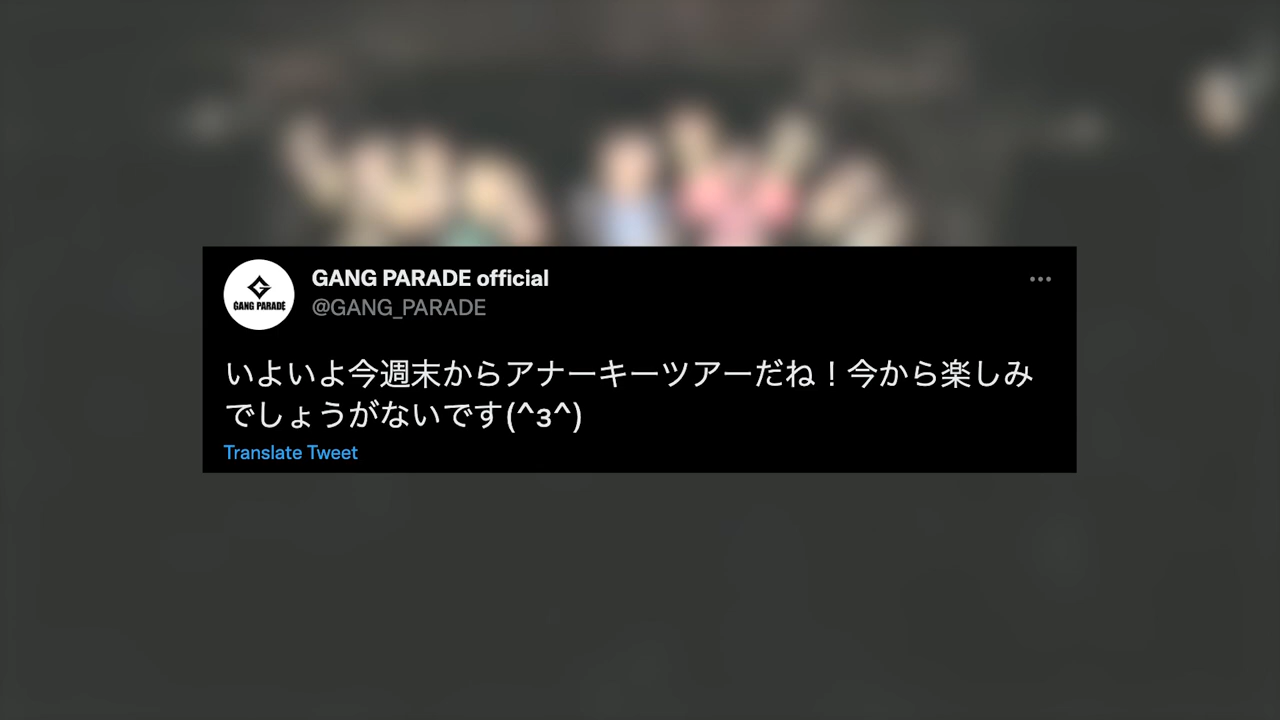 GANG PARADE official
@GANG_PARADE
GANG PARADE
いよいよ今週末からアナーキーツアーだね！今から楽しみ
でしょうがないです(^з^)
Translate Tweet